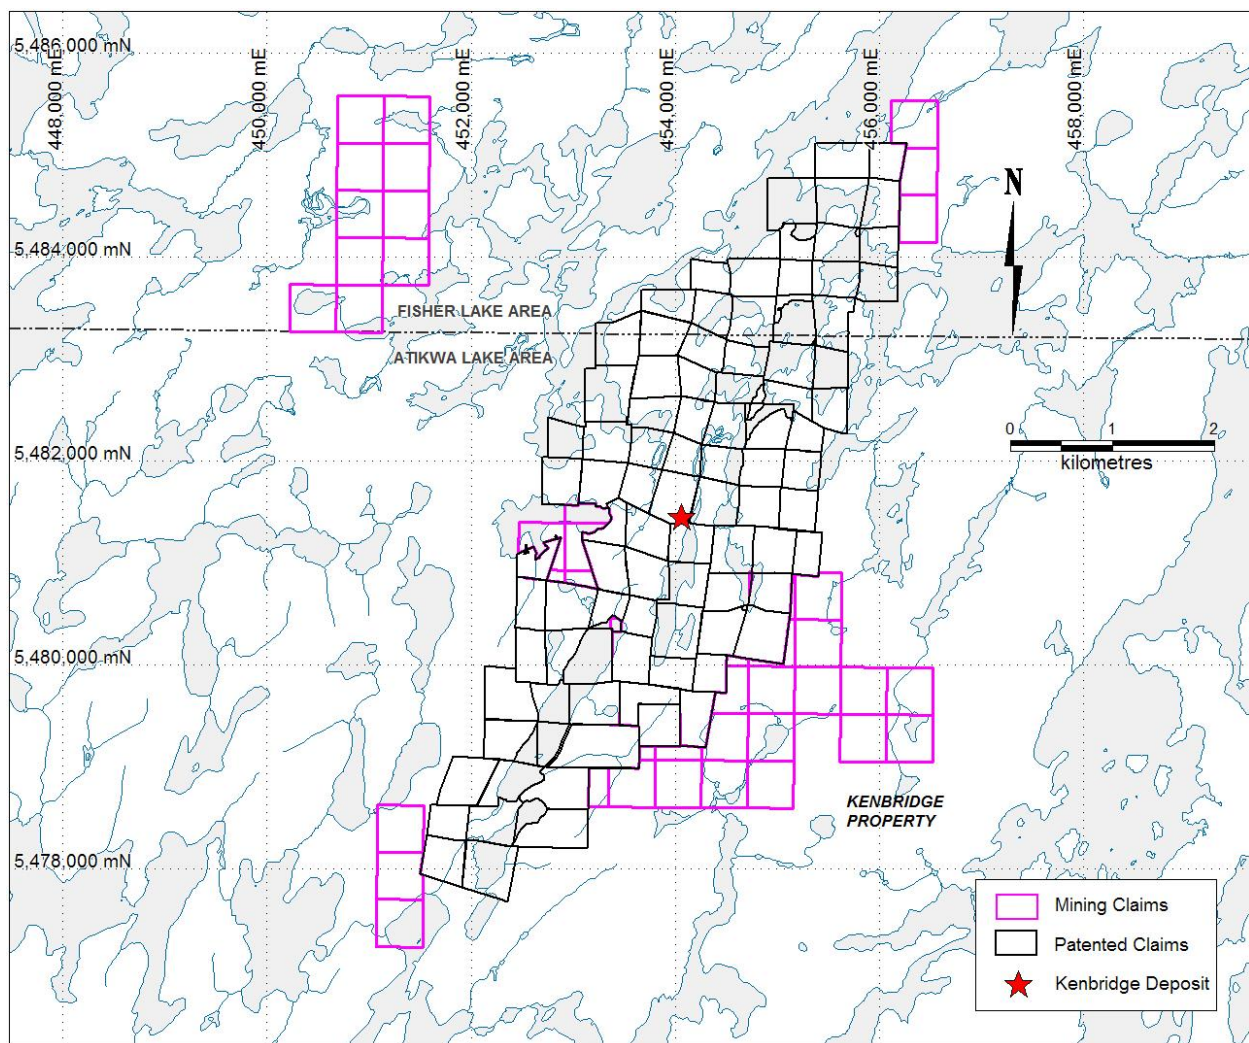 5,486,000 mN
448,000 mE
450,000 mE
452,000 mE
454,000 mE
456,000 mE
458,000 mE
N
5,484,000 mN
FISHER LAKE AREA
ATIKWA LAKE AREA
0 1 2
kilometres
5,482,000 mN
5,480,000 mN
KENBRIDGE
PROPERTY
5,478,000 mN
Mining Claims
Patented Claims
Kenbridge Deposit